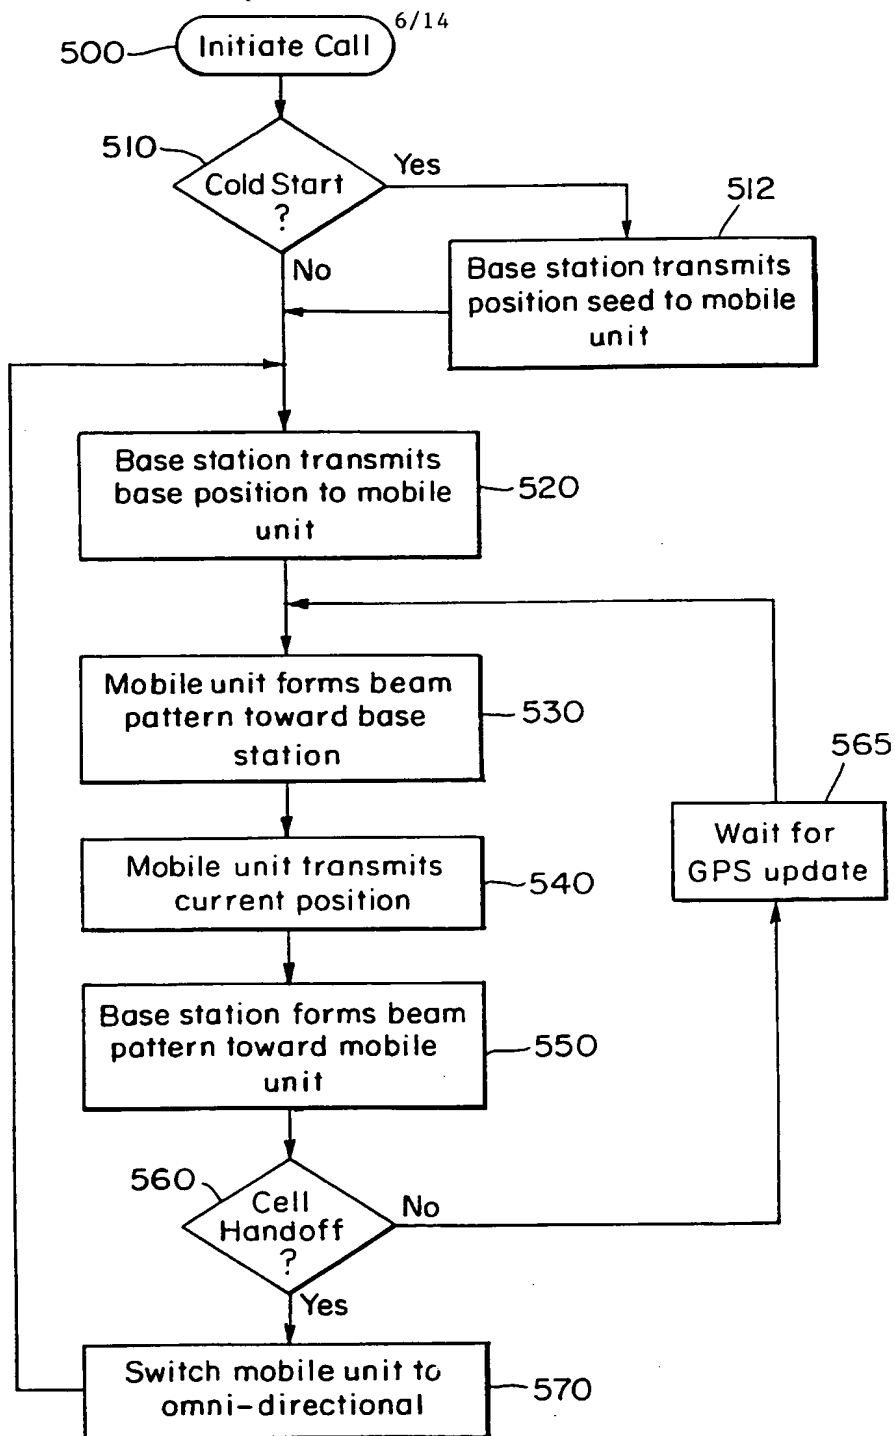 6/14
500
Initiate Call
510
Cold Start
?
Yes
No
512
Base station transmits
position seed to mobile
unit
Base station transmits
base position to mobile
unit
520
Mobile unit forms beam
pattern toward base
station
530
565
Wait for
GPS update
Mobile unit transmits
current position
540
Base station forms beam
pattern toward mobile
unit
550
560
Cell
Handoff
?
No
Yes
Switch mobile unit to
omni-directional
570